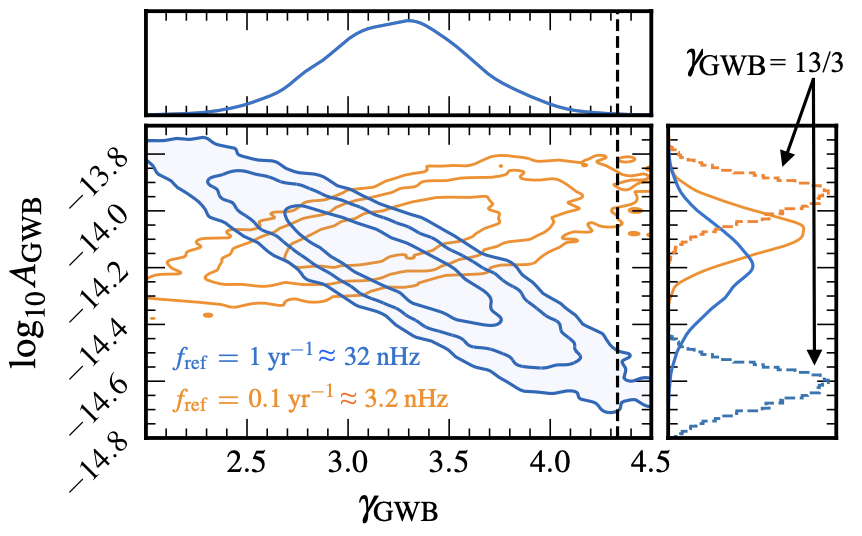 γGWB = 13/3
−13.8
−14.0
−14.2
−14.4
−14.6
−14.8
log10 AGWB
fref = 1 yr−1 ≈ 32 nHz
fref = 0.1 yr−1 ≈ 3.2 nHz
2.5 3.0 3.5 4.0 4.5
γGWB